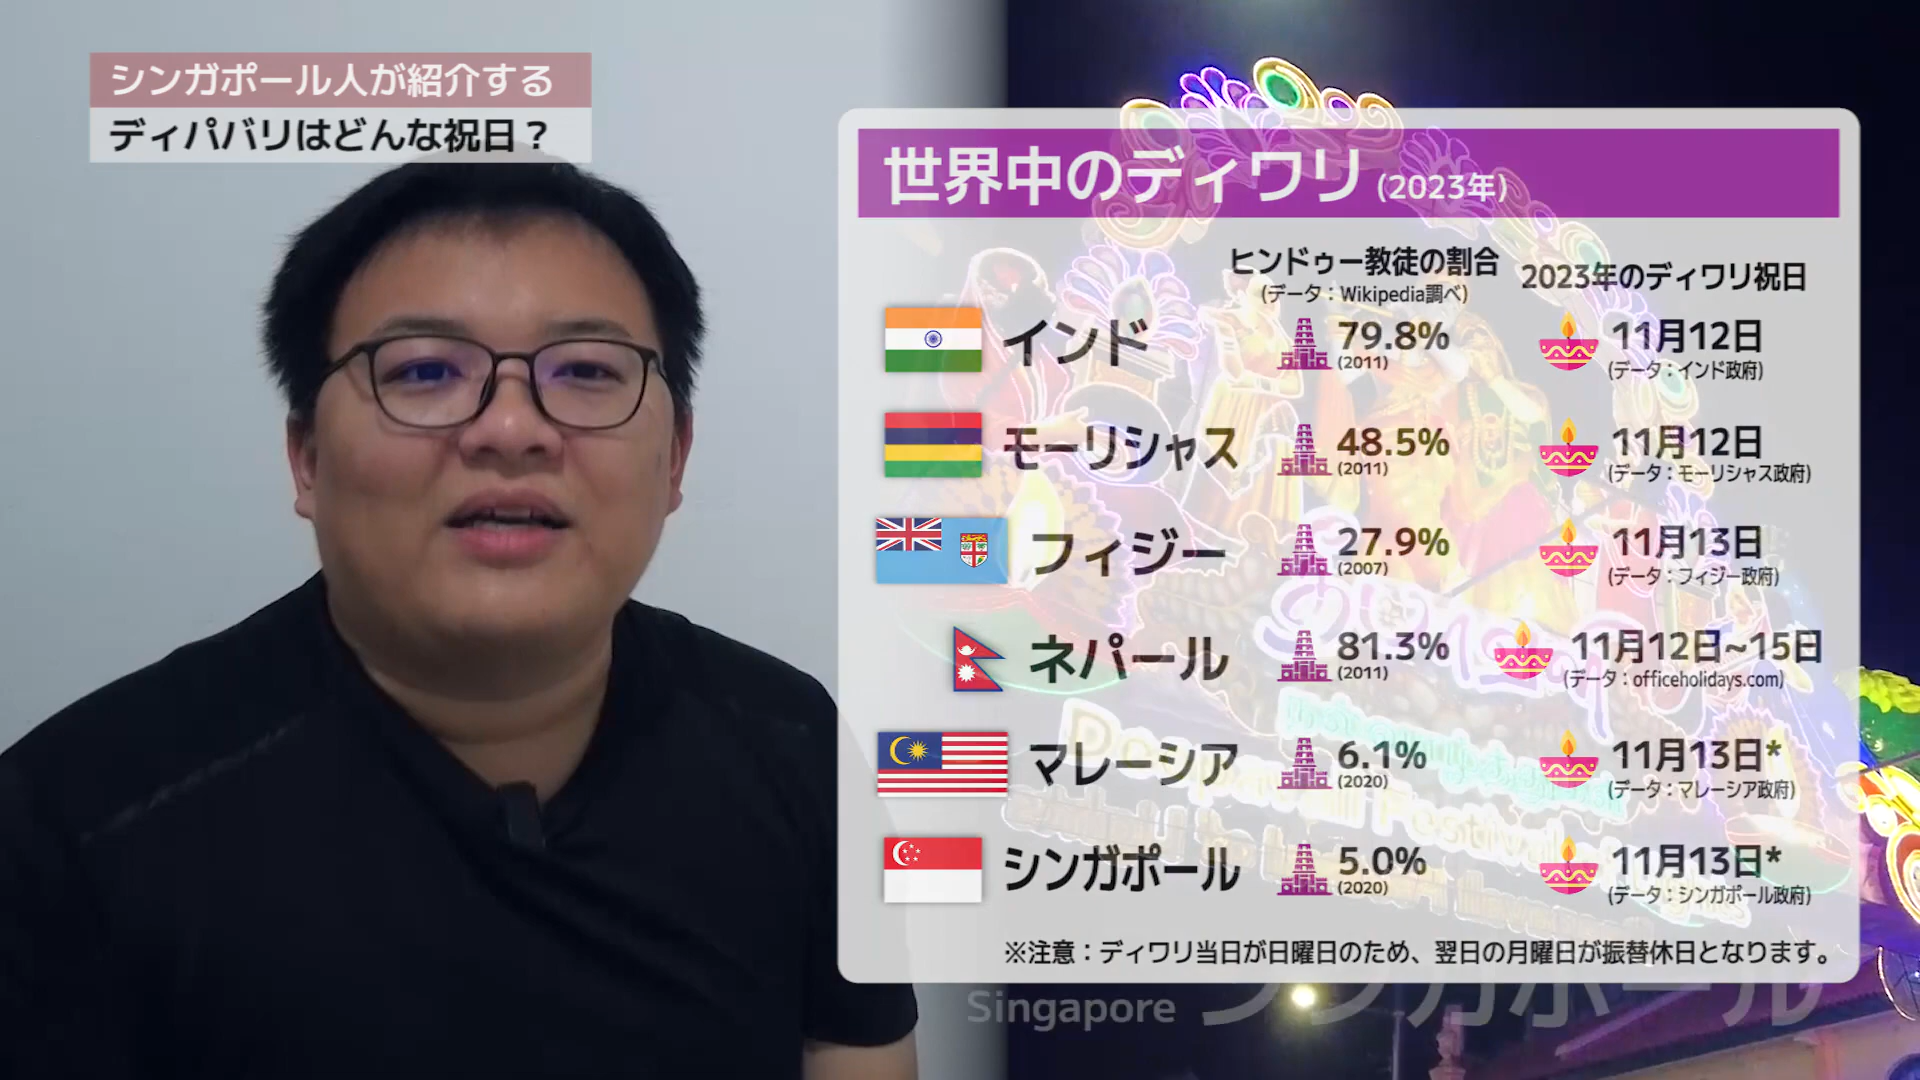 シンガポール人が紹介する
ディパバリはどんな祝日？
世界中のディワリ (2023年)
ヒンドゥー教徒の割合
(データ：Wikipedia調べ)
2023年のディワリ祝日
インド
79.8%
(2011)
11月12日
(データ：インド政府)
モーリシャス
48.5%
(2011)
11月12日
(データ：モーリシャス政府)
フィジー
27.9%
(2007)
11月13日
(データ：フィジー政府)
ネパール
81.3%
(2011)
11月12日~15日
(データ：officeholidays.com)
マレーシア
6.1%
(2020)
11月13日*
(データ：マレーシア政府)
シンガポール
5.0%
(2020)
11月13日*
(データ：シンガポール政府)
※注意：ディワリ当日が日曜日のため、翌日の月曜日が振替休日となります。
Singapore シンガポール